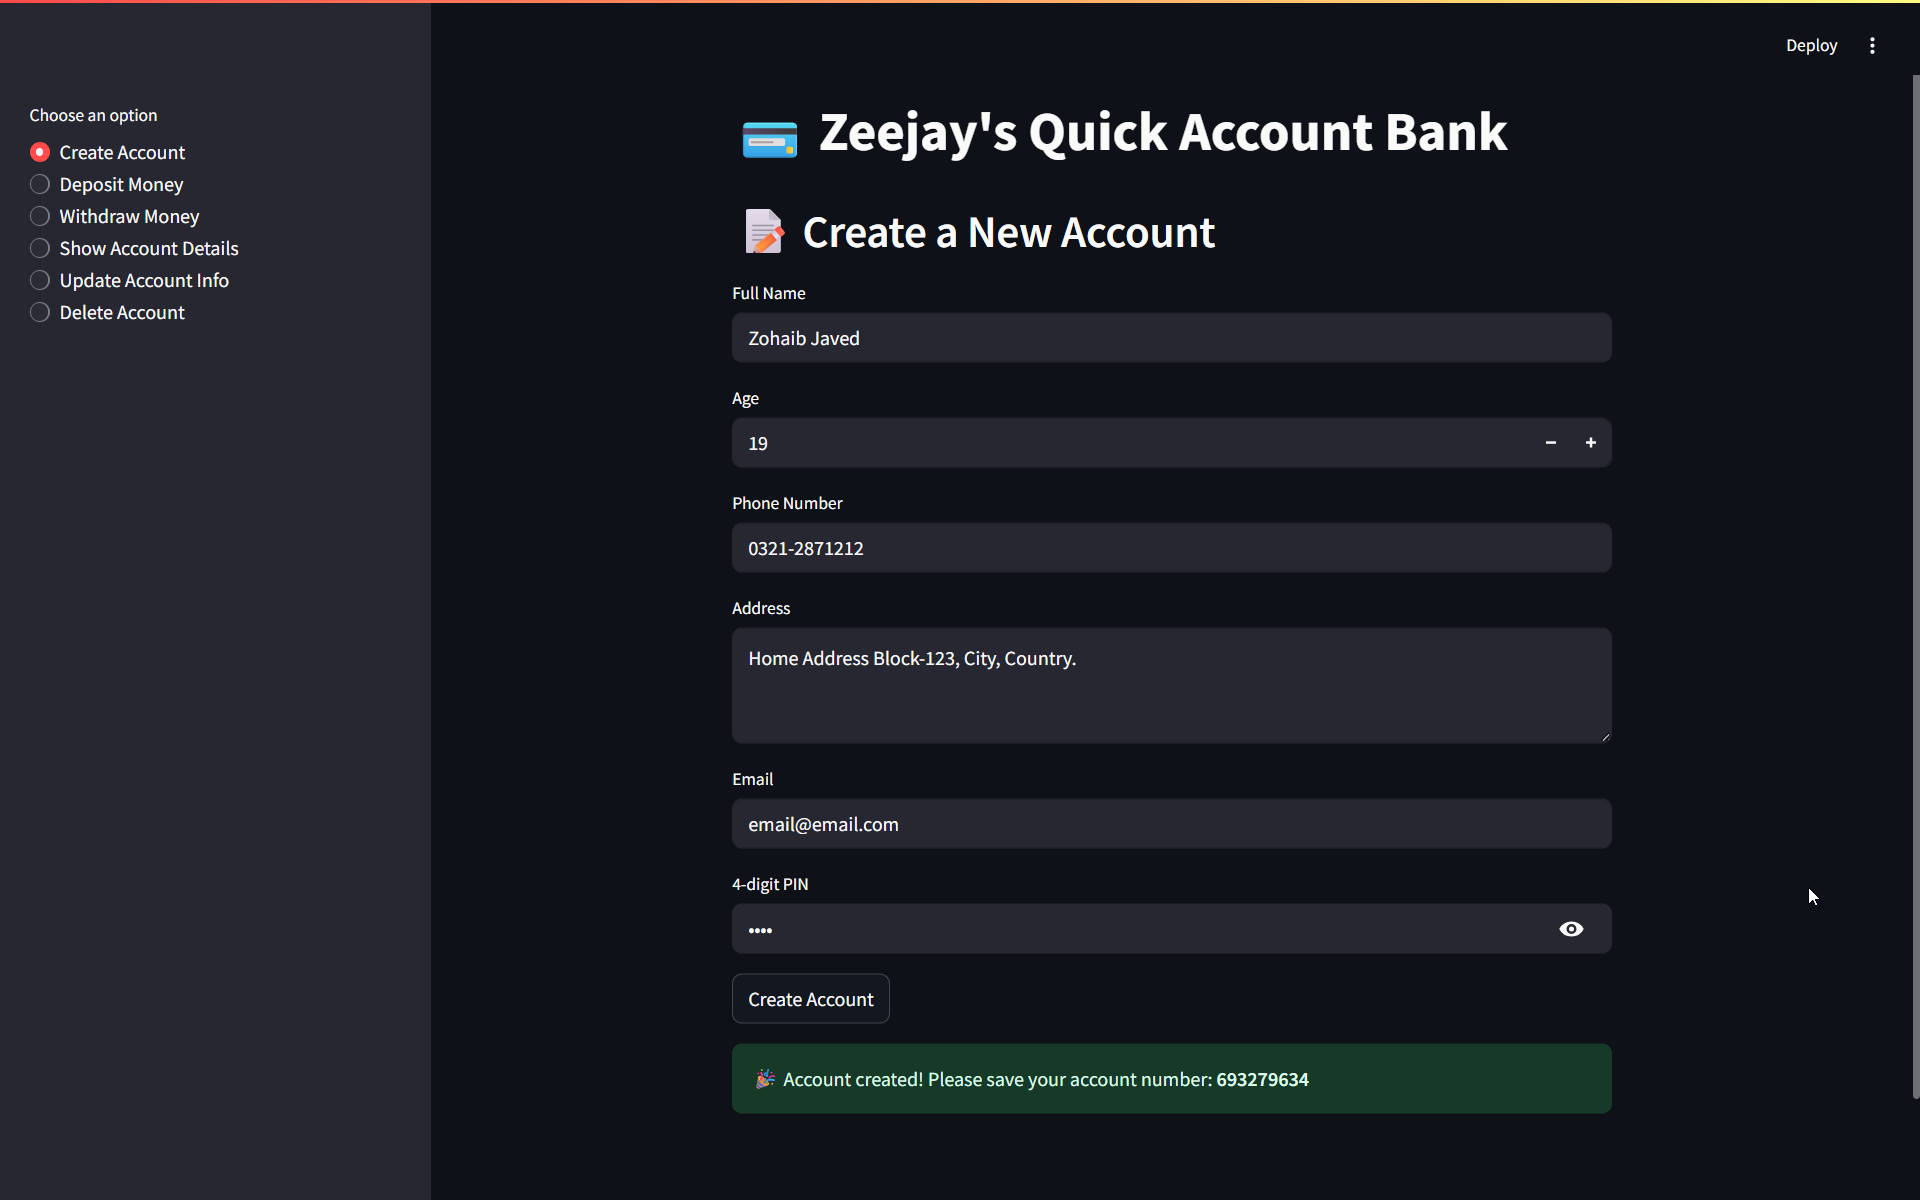 Deploy
Choose an option
Create Account
Deposit Money
Withdraw Money
Show Account Details
Update Account Info
Delete Account
Zeejay's Quick Account Bank
Create a New Account
Full Name
Zohaib Javed
Age
19
Phone Number
0321-2871212
Address
Home Address Block-123, City, Country.
Email
email@email.com
4-digit PIN
••••
Create Account
🎉 Account created! Please save your account number: 693279634